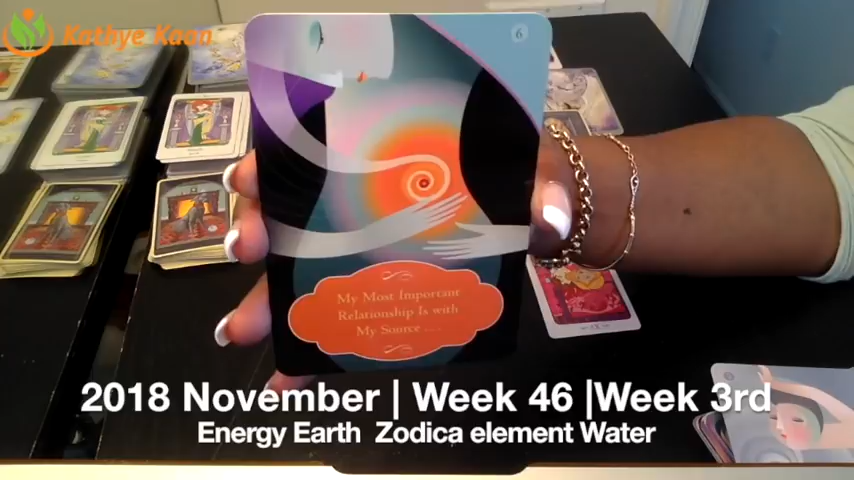 Kathye Kaan
6
My Most Important
Relationship Is with
My Source ...
2018 November | Week 46 |Week 3rd
Energy Earth Zodica element Water